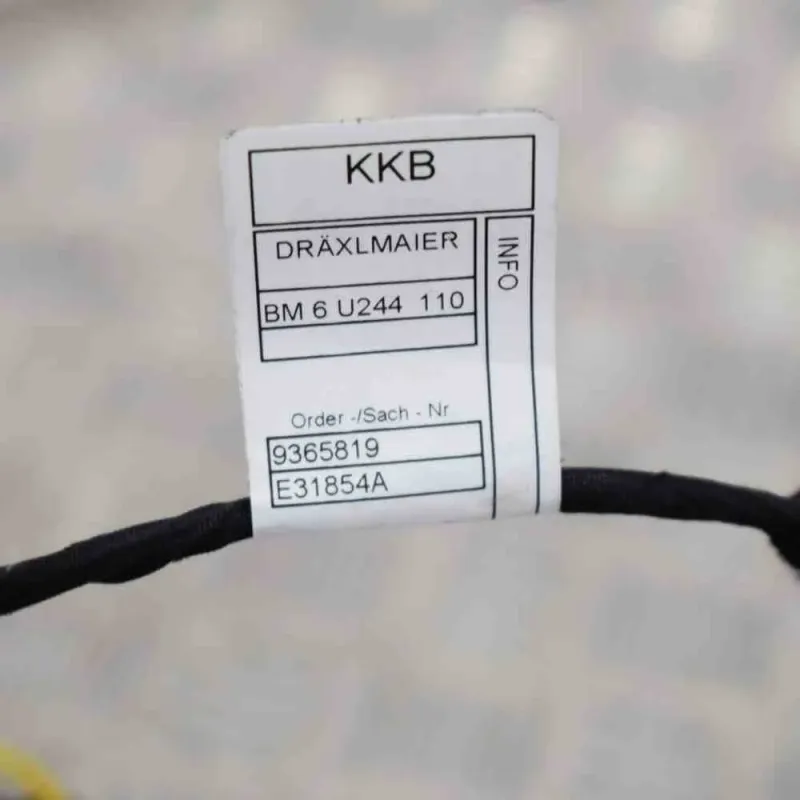 KKB
DRÄXLMAIER
INFO
BM 6 U244 110
Order -/Sach - Nr
9365819
E31854A